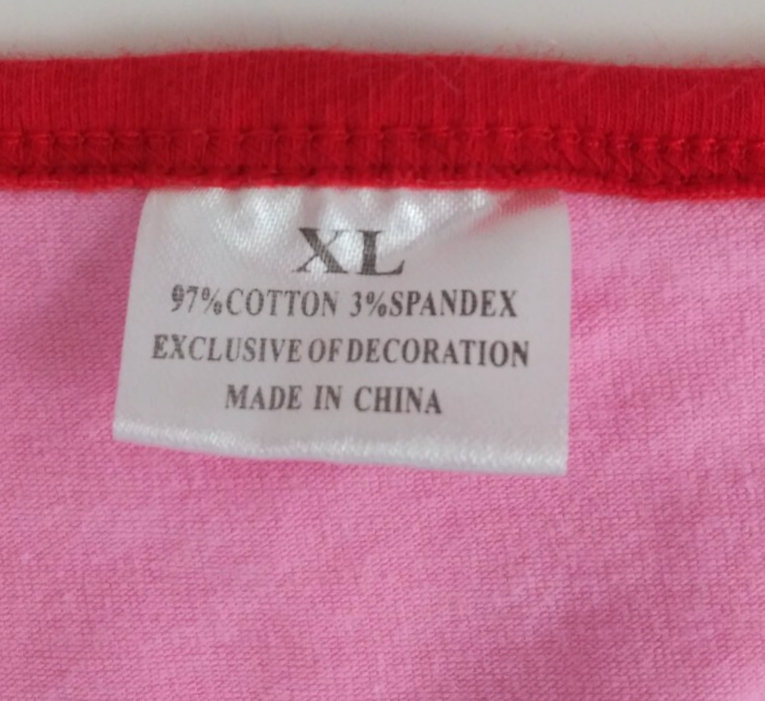 XL
97%COTTON 3%SPANDEX
EXCLUSIVE OF DECORATION
MADE IN CHINA